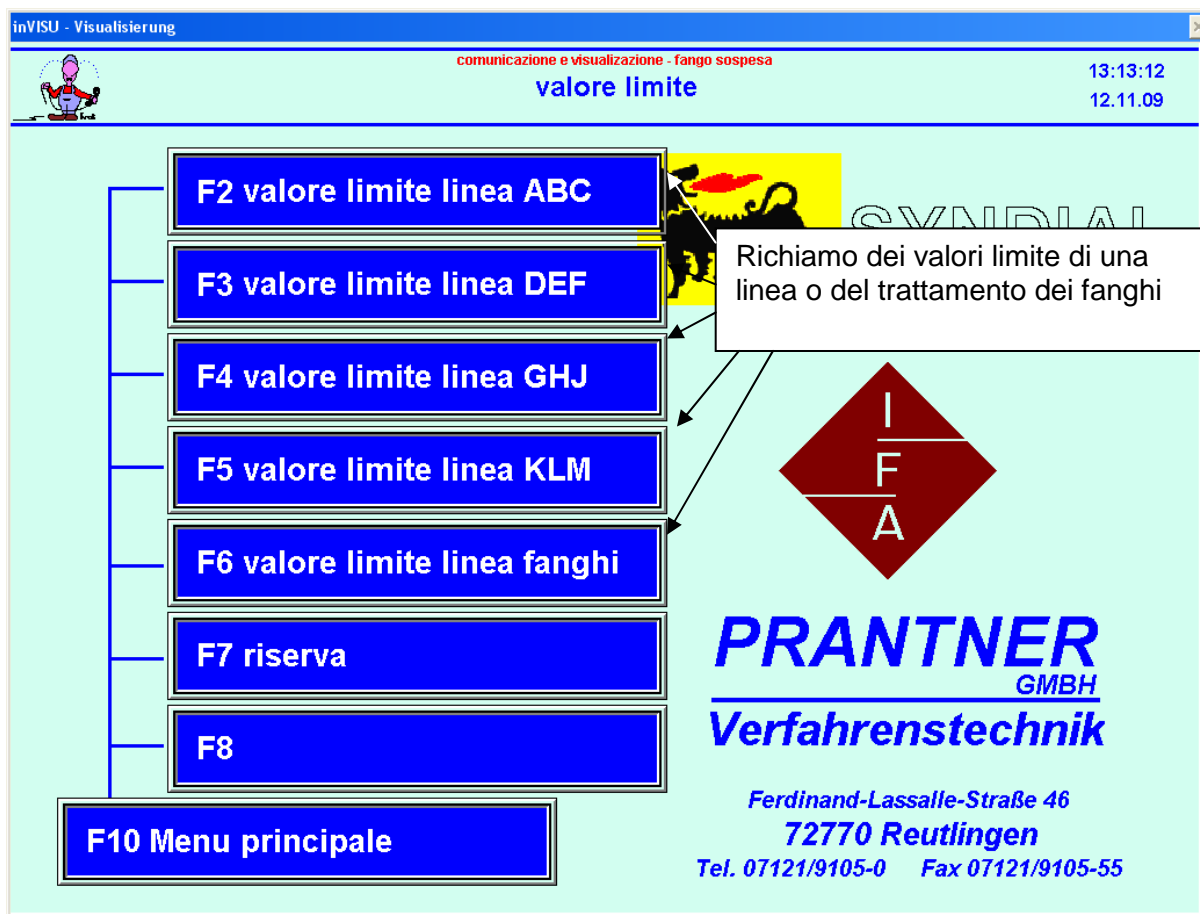 inVISU - Visualisierung
comunicazione e visualizzazione - fango sospesa
valore limite
13:13:12
12.11.09
F2 valore limite linea ABC
SYNDIAL
F3 valore limite linea DEF
Richiamo dei valori limite di una
linea o del trattamento dei fanghi
F4 valore limite linea GHJ
F5 valore limite linea KLM
I
F
A
F6 valore limite linea fanghi
F7 riserva
F8
F10 Menu principale
PRANTNER
GMBH
Verfahrenstechnik
Ferdinand-Lassalle-Straße 46
72770 Reutlingen
Tel. 07121/9105-0 Fax 07121/9105-55